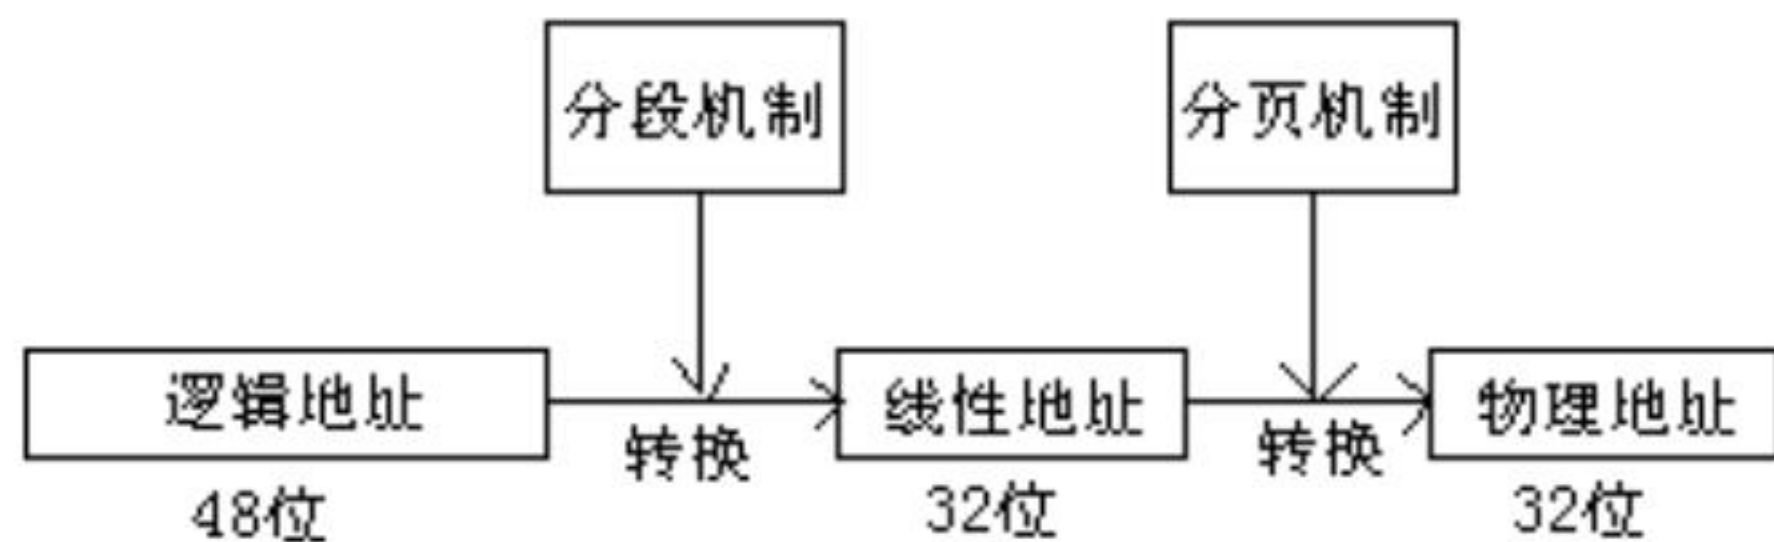 分段机制
分页机制
逻辑地址
转换
线性地址
转换
物理地址
48位
32位
32位